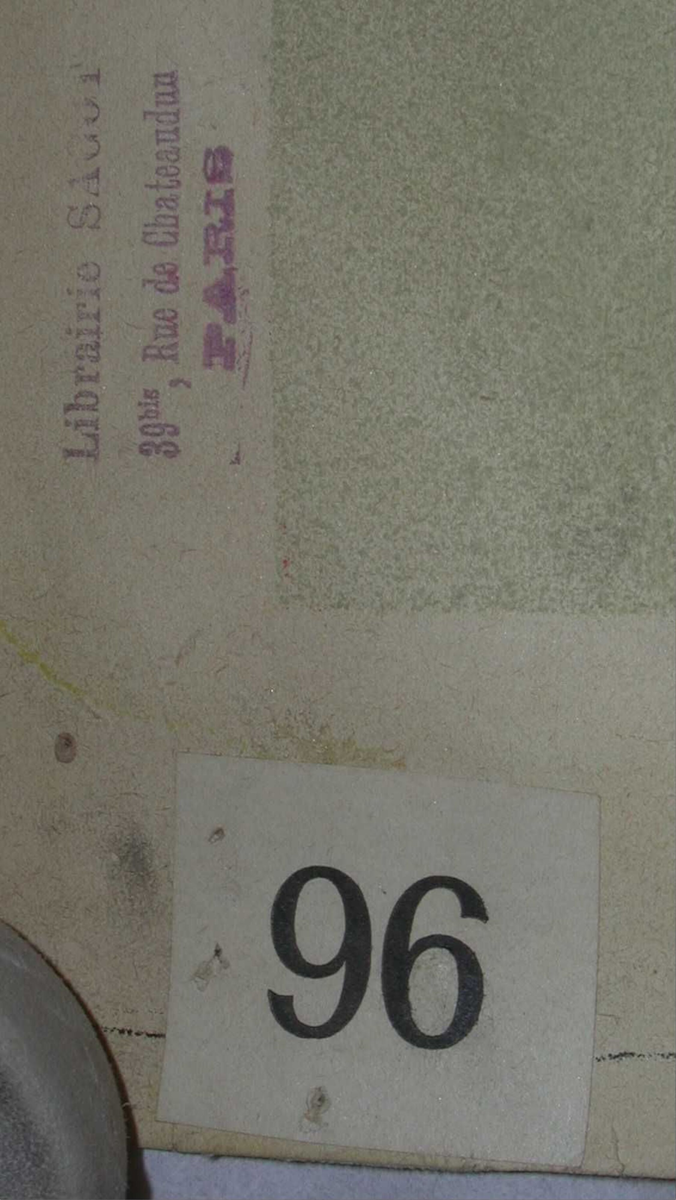 Librairie
39bis, Rue de Chateaudun
PARIS
96